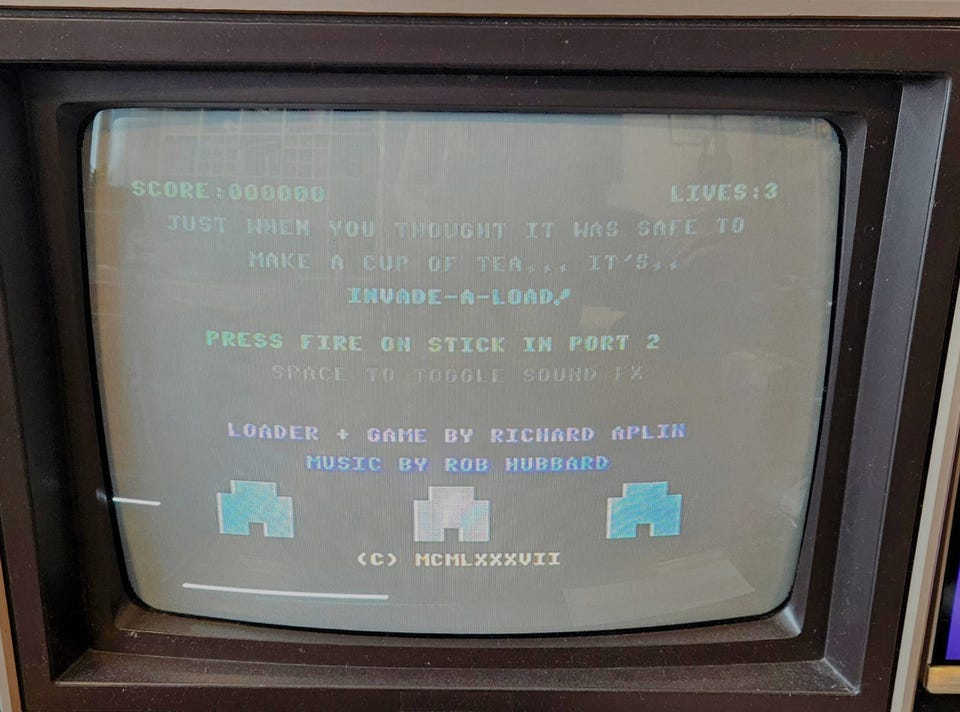 SCORE:000000 LIVES:3
JUST WHEN YOU THOUGHT IT WAS SAFE TO
MAKE A CUP OF TEA... IT'S..
INVADE-A-LOAD!
PRESS FIRE ON STICK IN PORT 2
SPACE TO TOGGLE SOUND FX
LOADER + GAME BY RICHARD APLIN
MUSIC BY ROB HUBBARD
(C) MCMLXXXVII